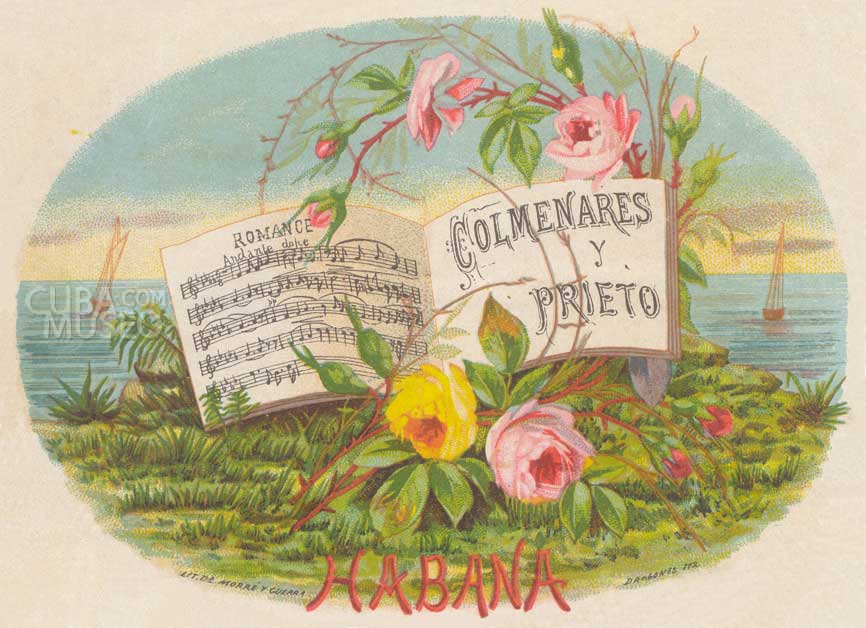 ROMANCE
Andante dolce
COLMENARES
Y
PRIETO
CUBA
.COM
MUSEO
HABANA
LIT. DE MORRÉ Y GUERRA
DRAGONES 112